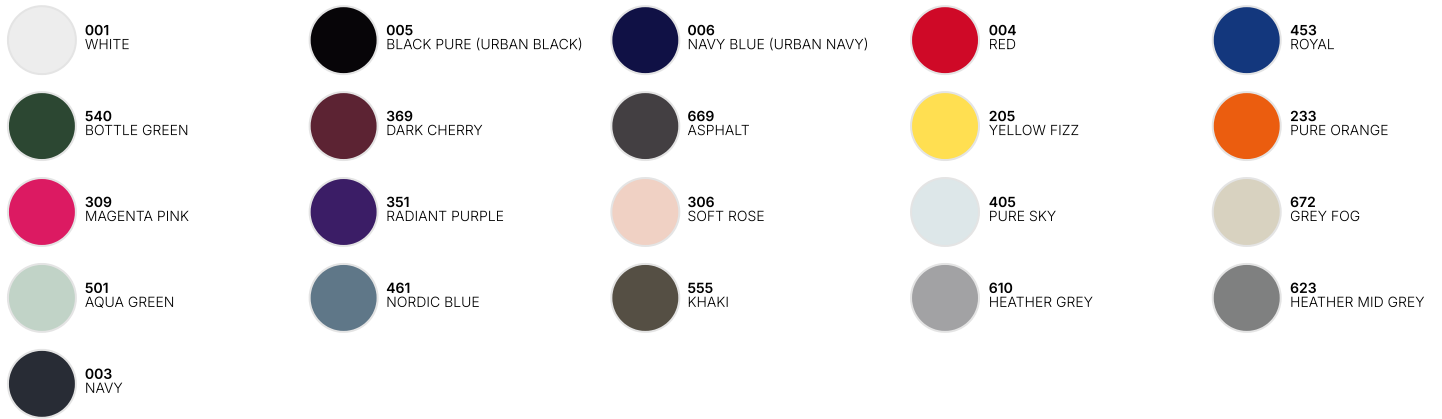 001
WHITE
005
BLACK PURE (URBAN BLACK)
006
NAVY BLUE (URBAN NAVY)
004
RED
453
ROYAL
540
BOTTLE GREEN
369
DARK CHERRY
669
ASPHALT
205
YELLOW FIZZ
233
PURE ORANGE
309
MAGENTA PINK
351
RADIANT PURPLE
306
SOFT ROSE
405
PURE SKY
672
GREY FOG
501
AQUA GREEN
461
NORDIC BLUE
555
KHAKI
610
HEATHER GREY
623
HEATHER MID GREY
003
NAVY